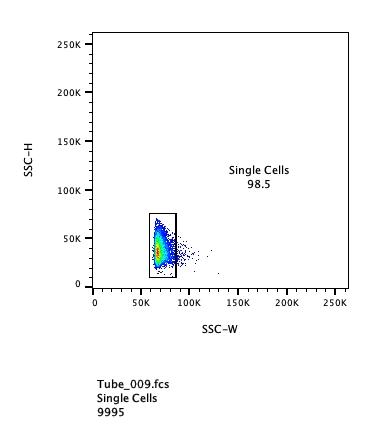 250K
200K
150K
100K
50K
0
SSC-H
Single Cells
98.5
0 50K 100K 150K 200K 250K
SSC-W
Tube_009.fcs
Single Cells
9995